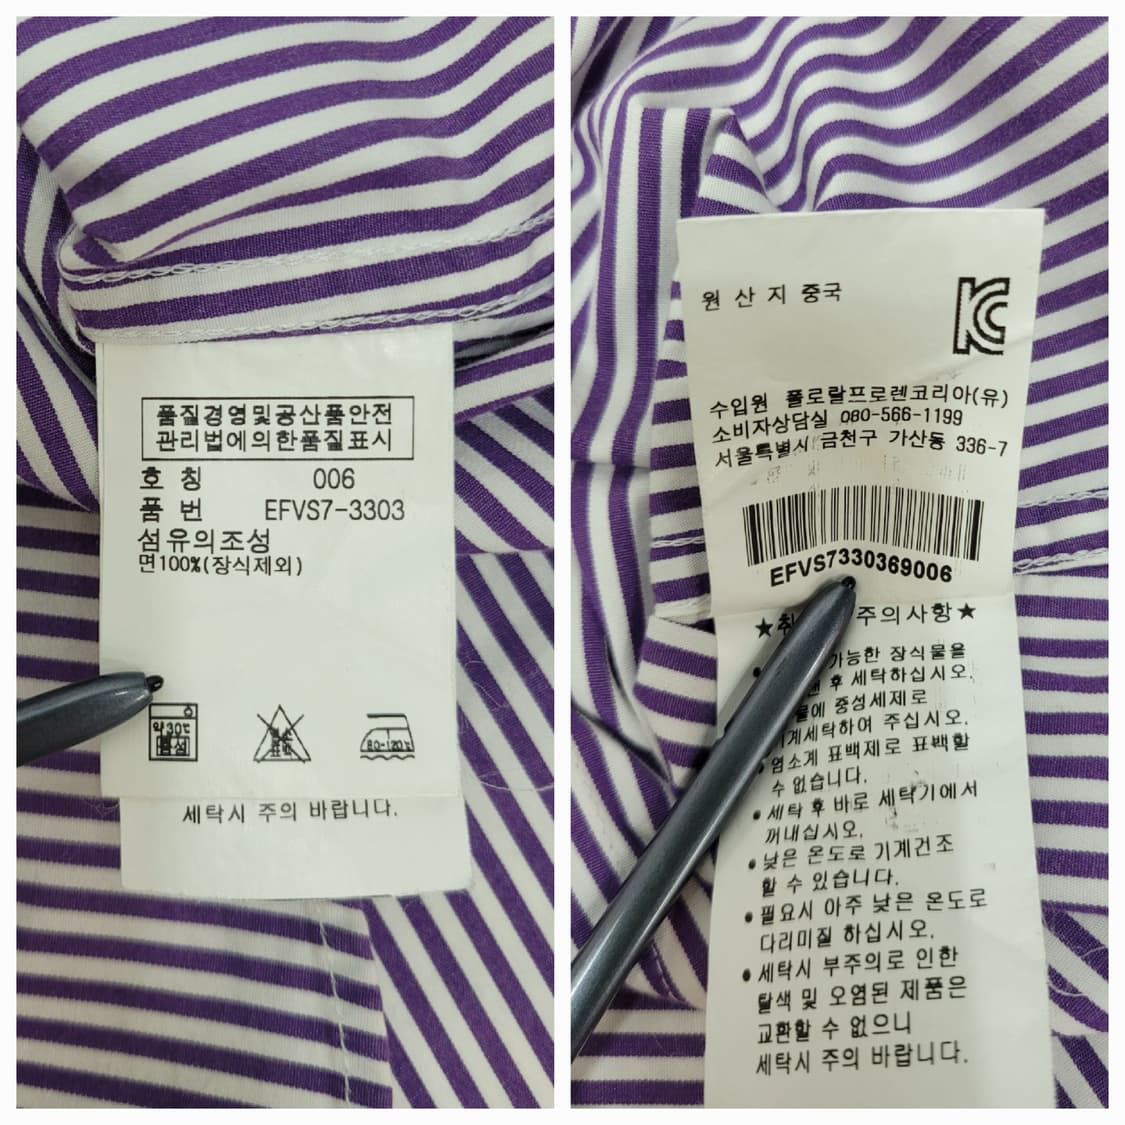 품질경영및공산품안전
관리법에의한품질표시
호 칭 006
품 번 EFVS7-3303
섬유의조성
면100%(장식제외)
약30℃
중성
80-120℃
세탁시 주의 바랍니다.
원 산 지 중국
수입원 폴로랄프로렌코리아(유)
소비자상담실 080-566-1199
서울특별시 금천구 가산동 336-7
EFVS7330369006
★취 주의사항★
가능한 장식물을
후 세탁하십시오.
중성세제로
기계세탁하여 주십시오.
염소계 표백제로 표백할
수 없습니다.
세탁 후 바로 세탁기에서
꺼내십시오.
낮은 온도로 기계건조
할 수 있습니다.
필요시 아주 낮은 온도로
다리미질 하십시오.
세탁시 부주의로 인한
탈색 및 오염된 제품은
교환할 수 없으니
세탁시 주의 바랍니다.